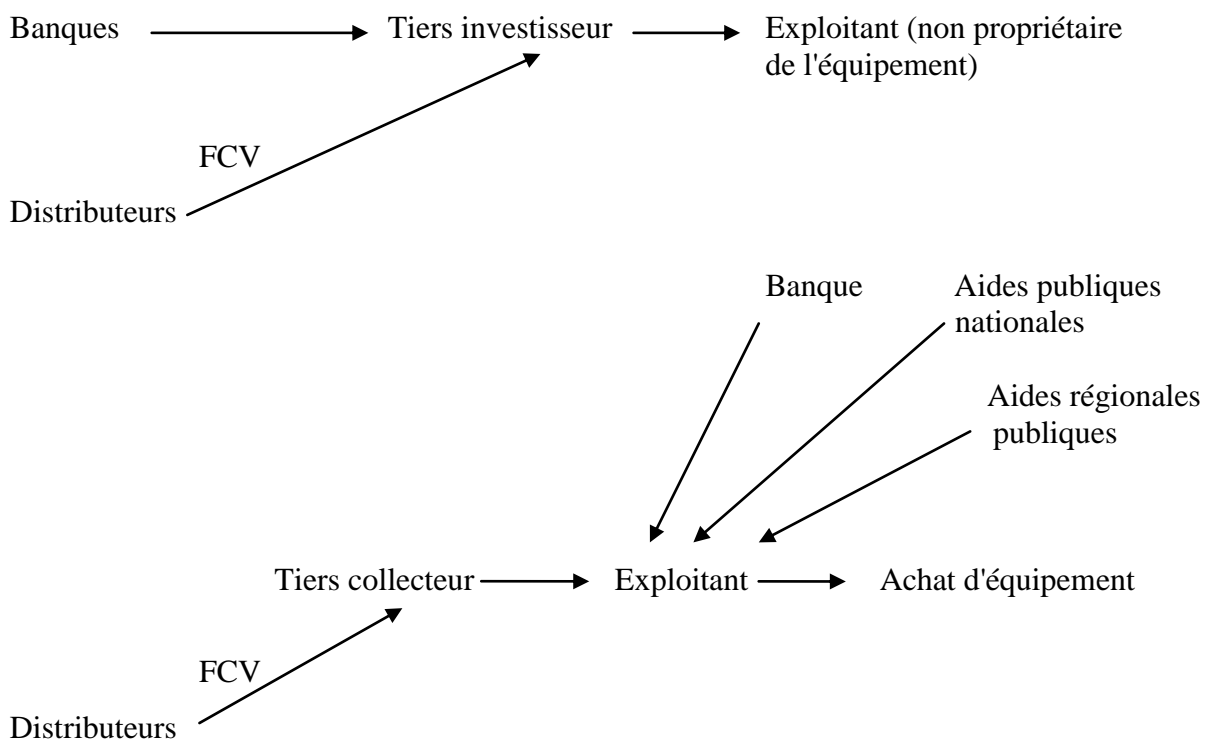 Banques
Tiers investisseur
Exploitant (non propriétaire
de l'équipement)
FCV
Distributeurs
Banque
Aides publiques
nationales
Aides régionales
publiques
Tiers collecteur
Exploitant
Achat d'équipement
FCV
Distributeurs